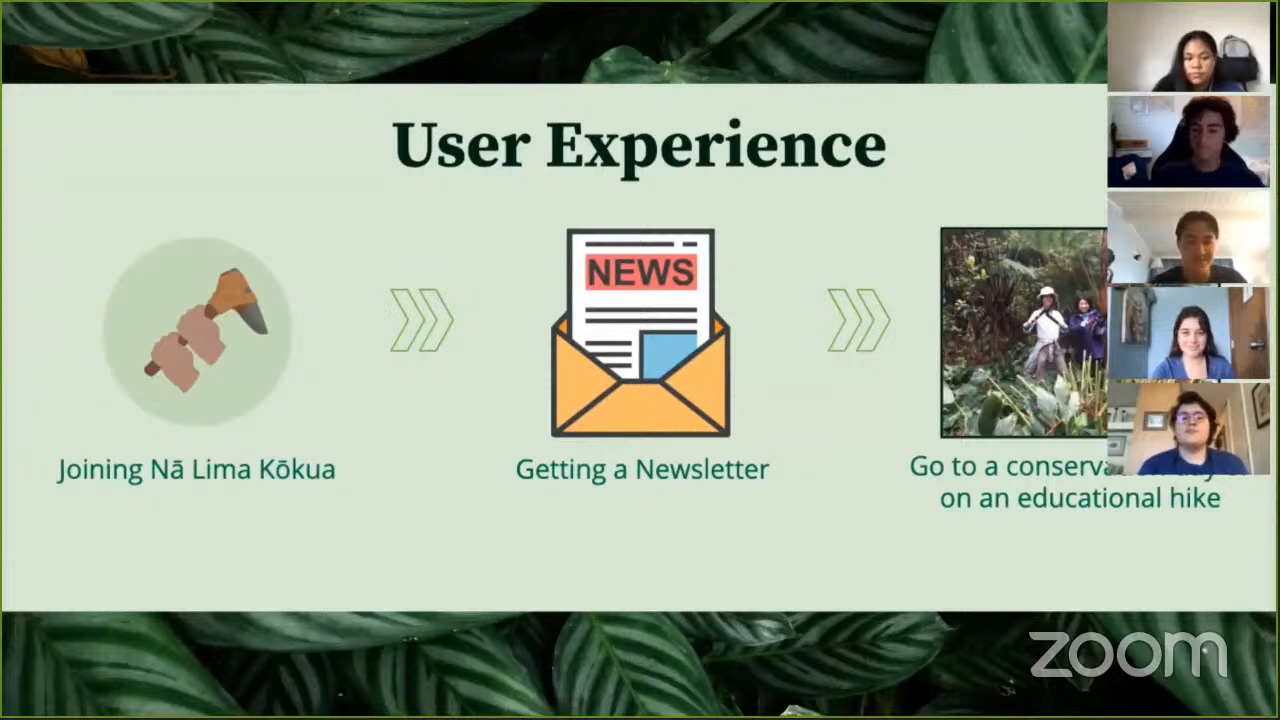 User Experience
NEWS
Joining Nā Lima Kōkua
Getting a Newsletter
Go to a conserva
on an educational hike
zoom